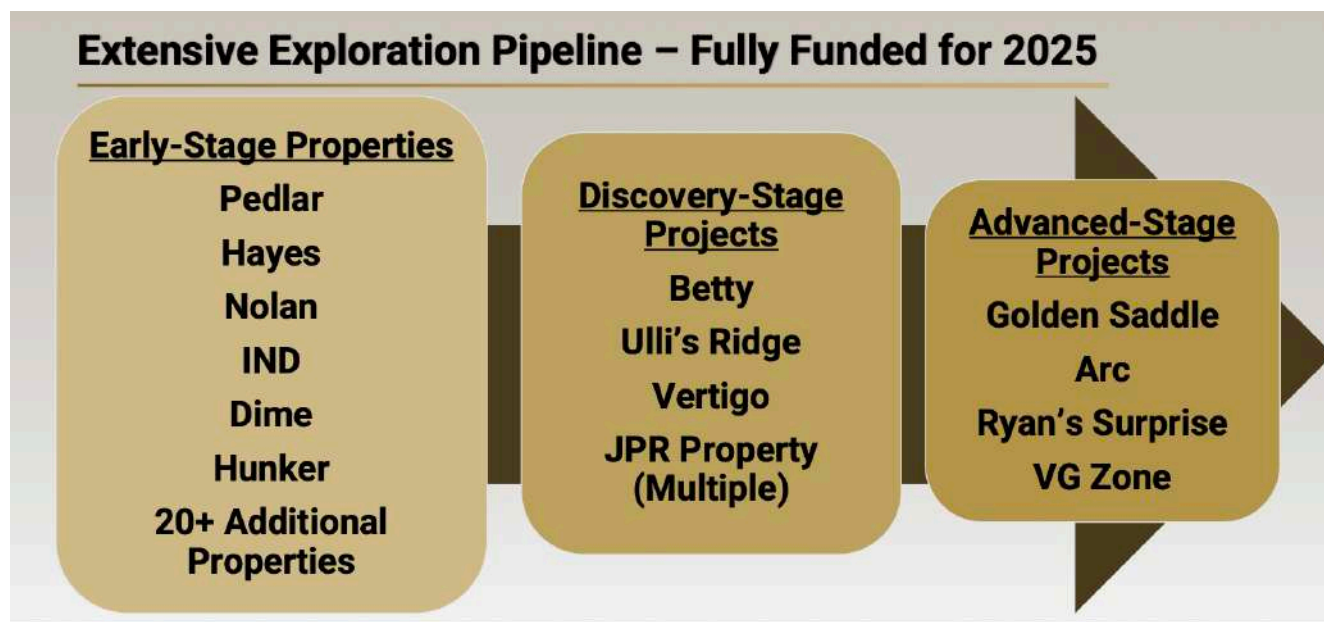 Extensive Exploration Pipeline – Fully Funded for 2025
Early-Stage Properties
Pedlar
Hayes
Nolan
IND
Dime
Hunker
20+ Additional
Properties
Discovery-Stage
Projects
Betty
Ulli’s Ridge
Vertigo
JPR Property
(Multiple)
Advanced-Stage
Projects
Golden Saddle
Arc
Ryan’s Surprise
VG Zone